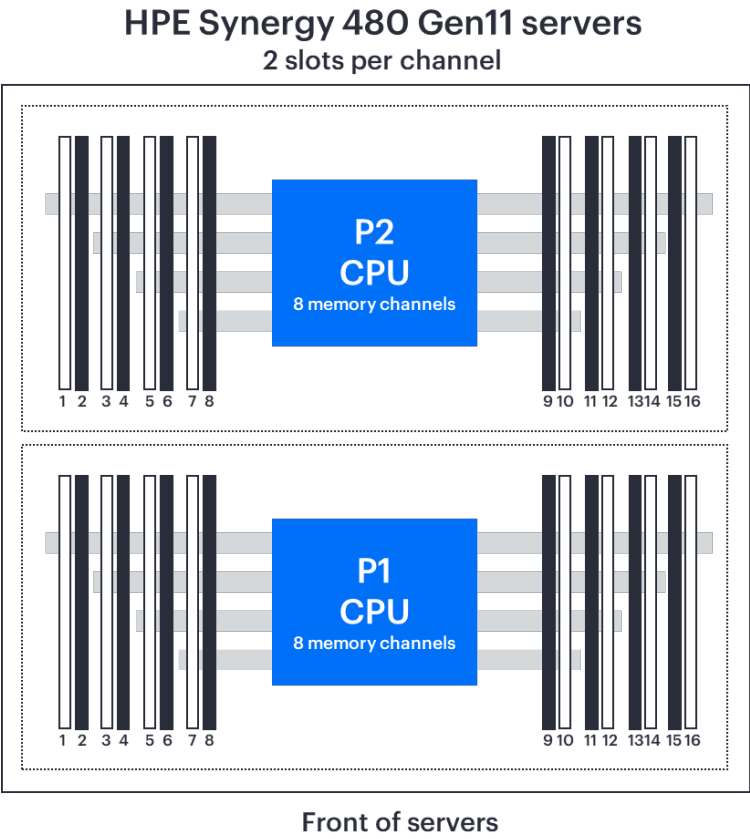 HPE Synergy 480 Gen11 servers
2 slots per channel
P2
CPU
8 memory channels
1 2 3 4 5 6 7 8 9 10 11 12 13 14 15 16
P1
CPU
8 memory channels
1 2 3 4 5 6 7 8 9 10 11 12 13 14 15 16
Front of servers